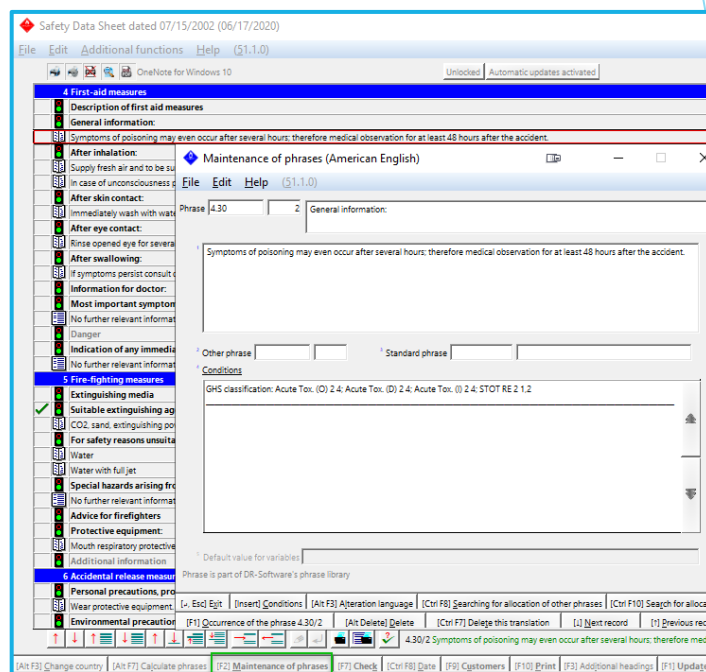 Safety Data Sheet dated 07/15/2002 (06/17/2020)
File Edit Additional functions Help (51.1.0)
OneNote for Windows 10 Unlocked Automatic updates activated
4 First-aid measures
Description of first aid measures
General information:
Symptoms of poisoning may even occur after several hours; therefore medical observation for at least 48 hours after the accident.
After inhalation:
Supply fresh air and to be su
In case of unconsciousness p
After skin contact:
Immediately wash with wate
After eye contact:
Rinse opened eye for severa
After swallowing:
If symptoms persist consult
Information for doctor:
Most important symptom
No further relevant informat
Danger
Indication of any immedia
No further relevant informat
5 Fire-fighting measures
Extinguishing media
Suitable extinguishing ag
CO2, sand, extinguishing po
For safety reasons unsuita
Water
Water with full jet
Special hazards arising fro
No further relevant informat
Advice for firefighters
Protective equipment:
Mouth respiratory protective
Additional information
6 Accidental release measur
Personal precautions, pro
Wear protective equipment.
Environmental precaution
Maintenance of phrases (American English)
File Edit Help (51.1.0)
Phrase 4.30 2 General information:
Symptoms of poisoning may even occur after several hours; therefore medical observation for at least 48 hours after the accident.
Other phrase Standard phrase
Conditions
GHS classification: Acute Tox. (O) 2 4; Acute Tox. (D) 2 4; Acute Tox. (I) 2 4; STOT RE 2 1,2
Default value for variables
Phrase is part of DR-Software's phrase library
[↵, Esc] Exit [Insert] Conditions [Alt F3] Alteration language [Ctrl F8] Searching for allocation of other phrases [Ctrl F10] Search for alloca
[F1] Occurrence of the phrase 4.30/2 [Alt Delete] Delete [Ctrl F7] Delete this translation [↓] Next record [↑] Previous rec
4.30/2 Symptoms of poisoning may even occur after several hours; therefore med
[Alt F3] Change country [Alt F7] Calculate phrases [F2] Maintenance of phrases [F7] Check [Ctrl F8] Date [F9] Customers [F10] Print [F3] Additional headings [F1] Updat